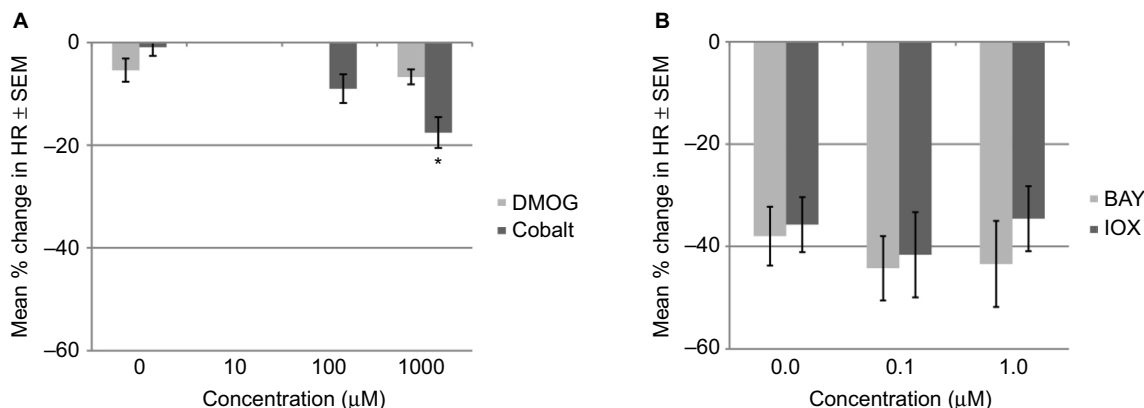 A
Mean % change in HR ± SEM
0
–20
–40
–60
*
0
10
100
1000
Concentration (μM)
DMOG
Cobalt
B
Mean % change in HR ± SEM
0
–20
–40
–60
0.0
0.1
1.0
Concentration (μM)
BAY
IOX